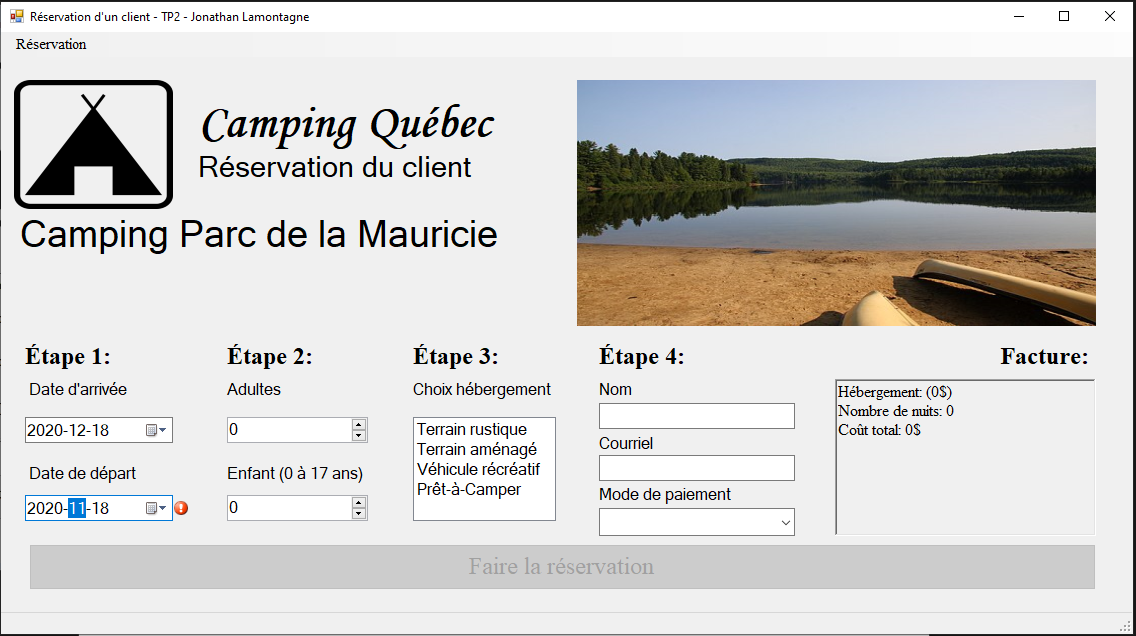 Réservation d'un client - TP2 - Jonathan Lamontagne
Réservation
Camping Québec
Réservation du client
Camping Parc de la Mauricie
Étape 1:
Date d'arrivée
2020-12-18
Date de départ
2020-11-18
Étape 2:
Adultes
0
Enfant (0 à 17 ans)
0
Étape 3:
Choix hébergement
Terrain rustique
Terrain aménagé
Véhicule récréatif
Prêt-à-Camper
Étape 4:
Nom
Courriel
Mode de paiement
Facture:
Hébergement: (0$)
Nombre de nuits: 0
Coût total: 0$
Faire la réservation